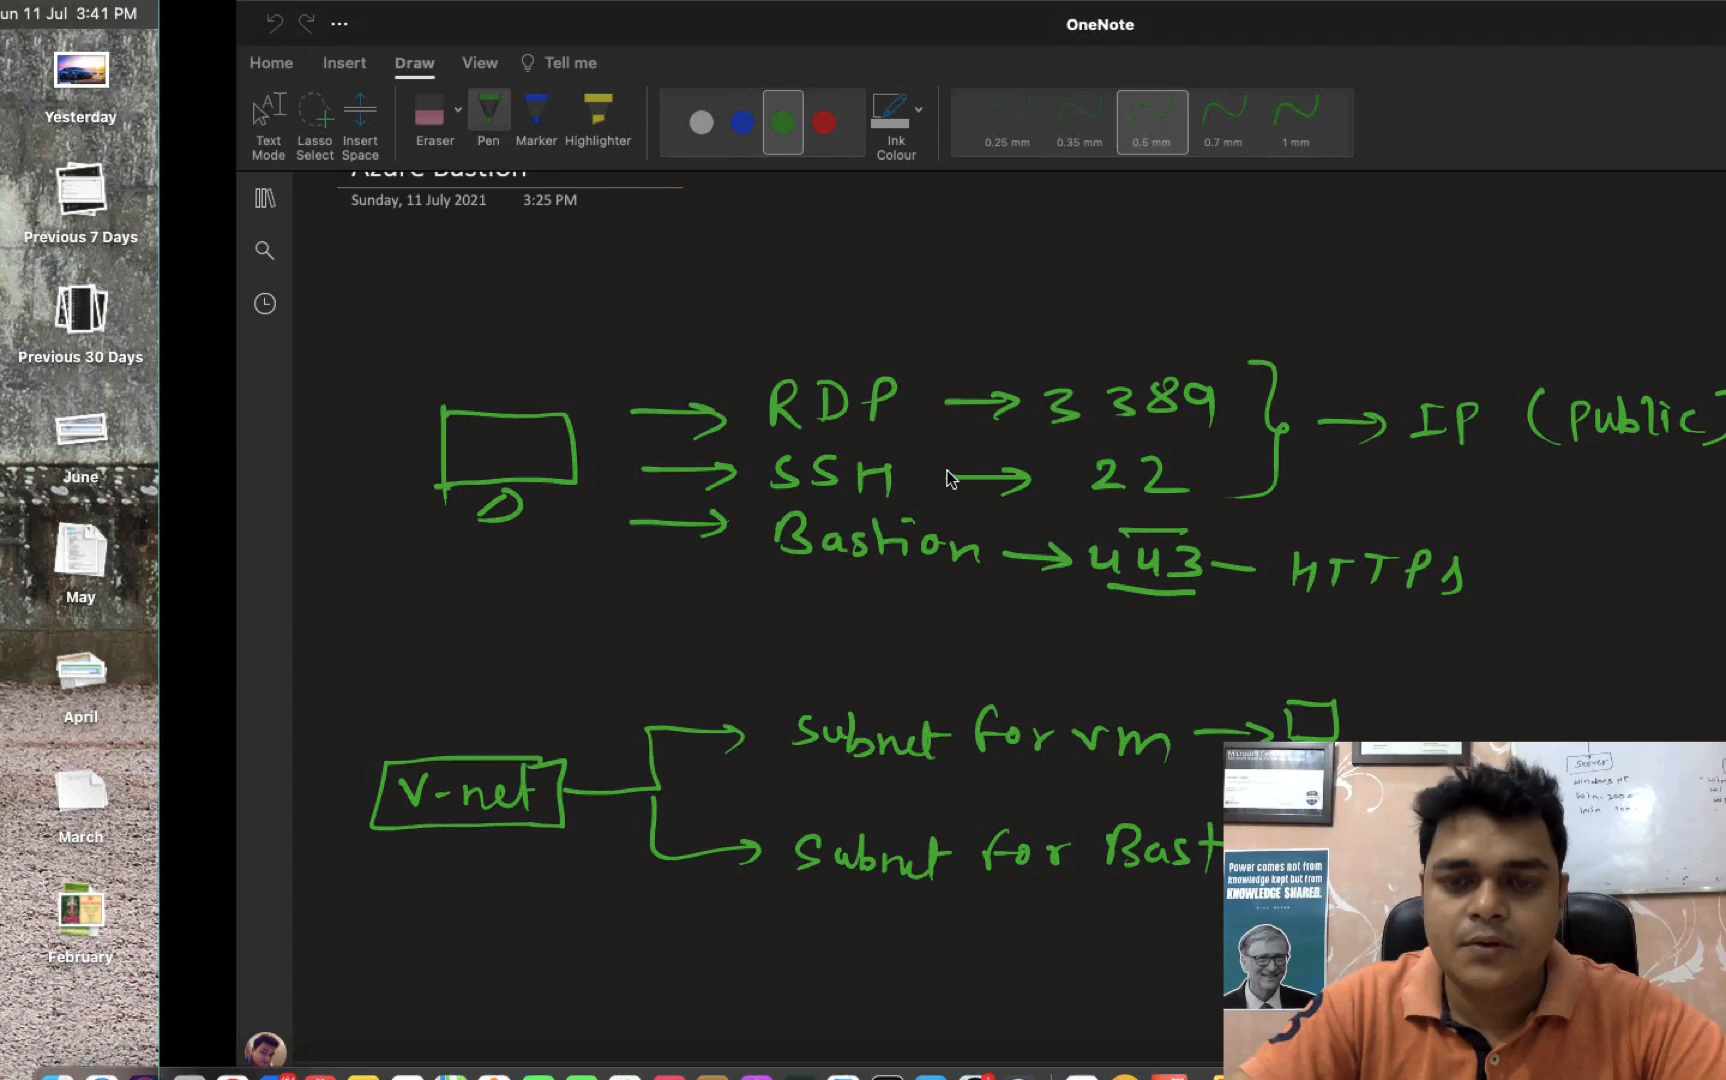 un 11 Jul 3:41 PM
Yesterday
Previous 7 Days
Previous 30 Days
June
May
April
March
February
OneNote
Home Insert Draw View Tell me
Text Mode
Lasso Select
Insert Space
Eraser
Pen
Marker
Highlighter
Ink Colour
0.25 mm
0.35 mm
0.5 mm
0.7 mm
1 mm
Azure Bastion
Sunday, 11 July 2021 3:25 PM
RDP → 3389
→ IP (Public)
SSH → 22
Bastion → 443 — HTTPS
V-net
Subnet for vm →
Subnet for Bast
Server
Power comes not from
knowledge kept but from
KNOWLEDGE SHARED.